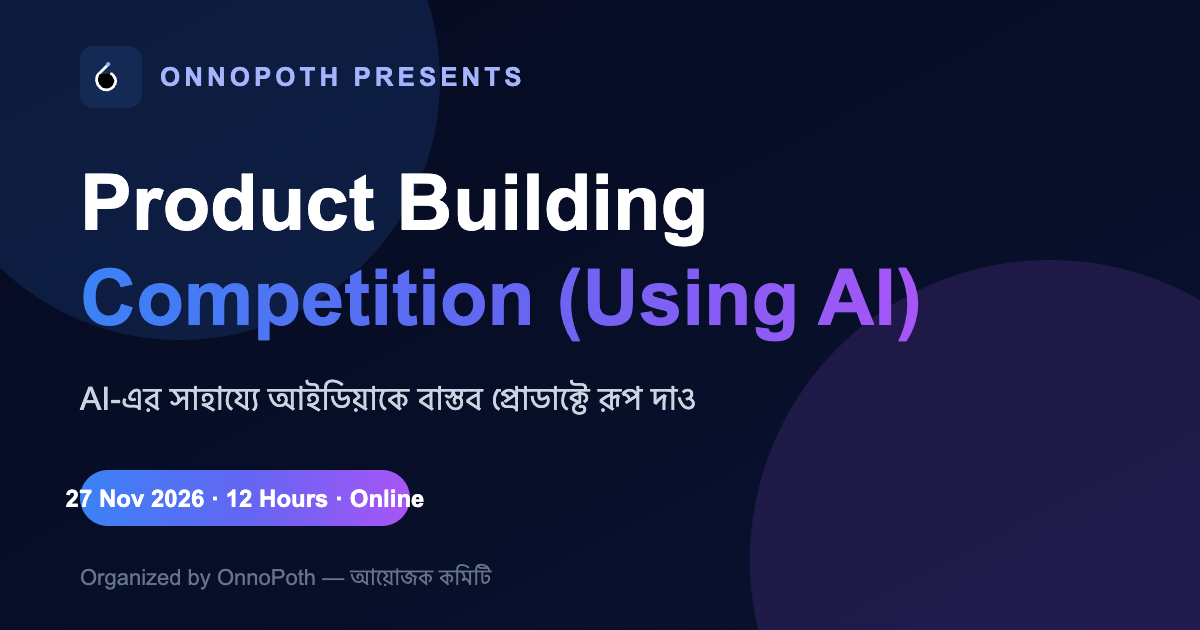 ONNOPOTH PRESENTS
Product Building
Competition (Using AI)
AI-এর সাহায্যে আইডিয়াকে বাস্তব প্রোডাক্টে রূপ দাও
27 Nov 2026 · 12 Hours · Online
Organized by OnnoPoth — আয়োজক কমিটি